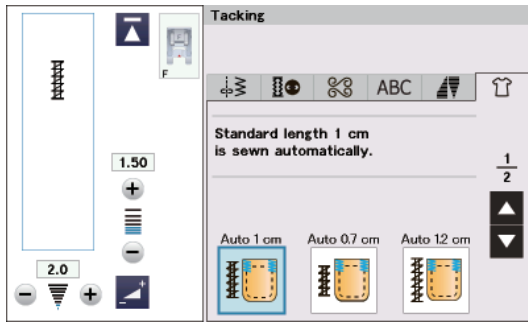 Tacking
F
ABC
Standard length 1 cm
is sewn automatically.
1.50
1
2
Auto 1 cm Auto 0.7 cm Auto 1.2 cm
2.0